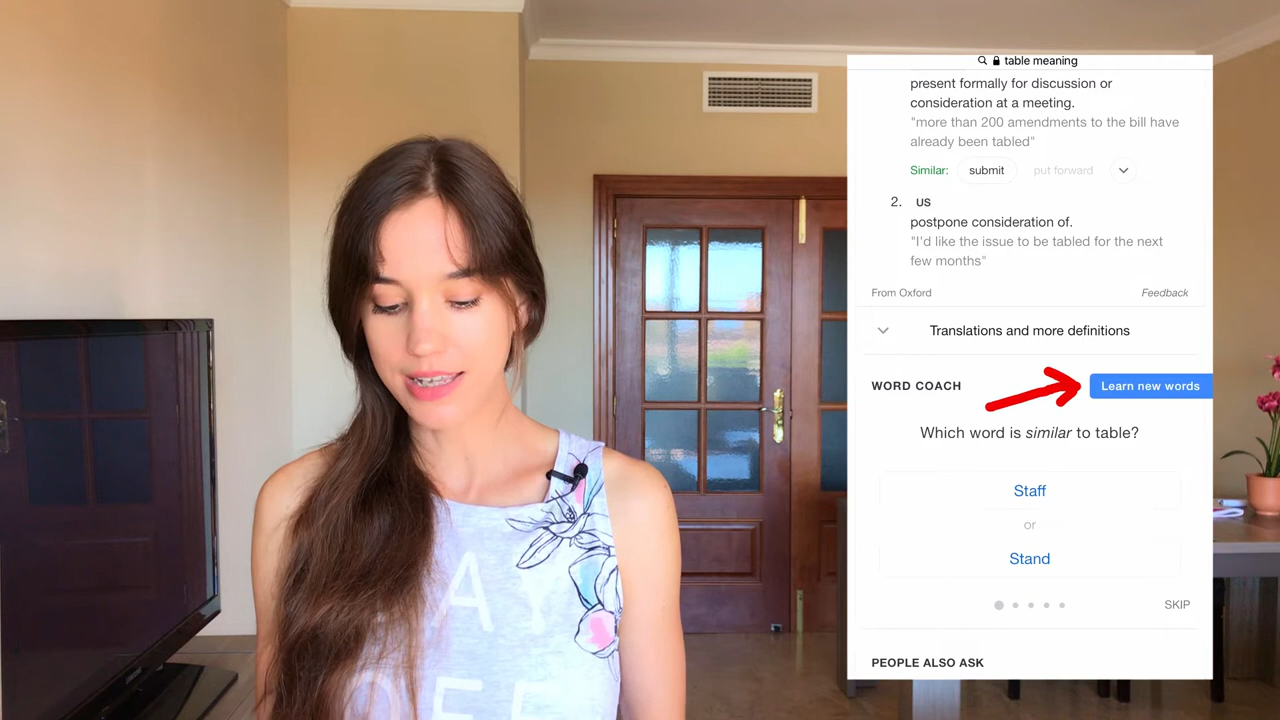 table meaning
present formally for discussion or
consideration at a meeting.
"more than 200 amendments to the bill have
already been tabled"
Similar: submit put forward
2. US
postpone consideration of.
"I'd like the issue to be tabled for the next
few months"
From Oxford Feedback
Translations and more definitions
WORD COACH Learn new words
Which word is similar to table?
Staff
or
Stand
SKIP
PEOPLE ALSO ASK